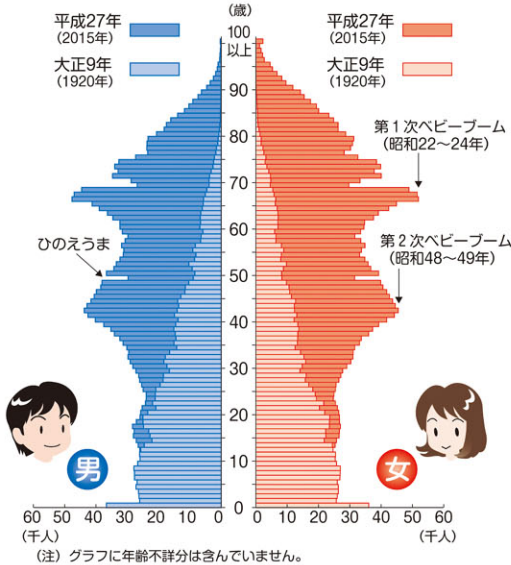 平成27年
(2015年)
大正9年
(1920年)
(歳)
100
以上
90
80
70
60
50
40
30
20
10
0
平成27年
(2015年)
大正9年
(1920年)
第1次ベビーブーム
(昭和22~24年)
ひのえうま
第2次ベビーブーム
(昭和48~49年)
男
女
60 50 40 30 20 10 0
(千人)
0 10 20 30 40 50 60
(千人)
(注) グラフに年齢不詳分は含んでいません。